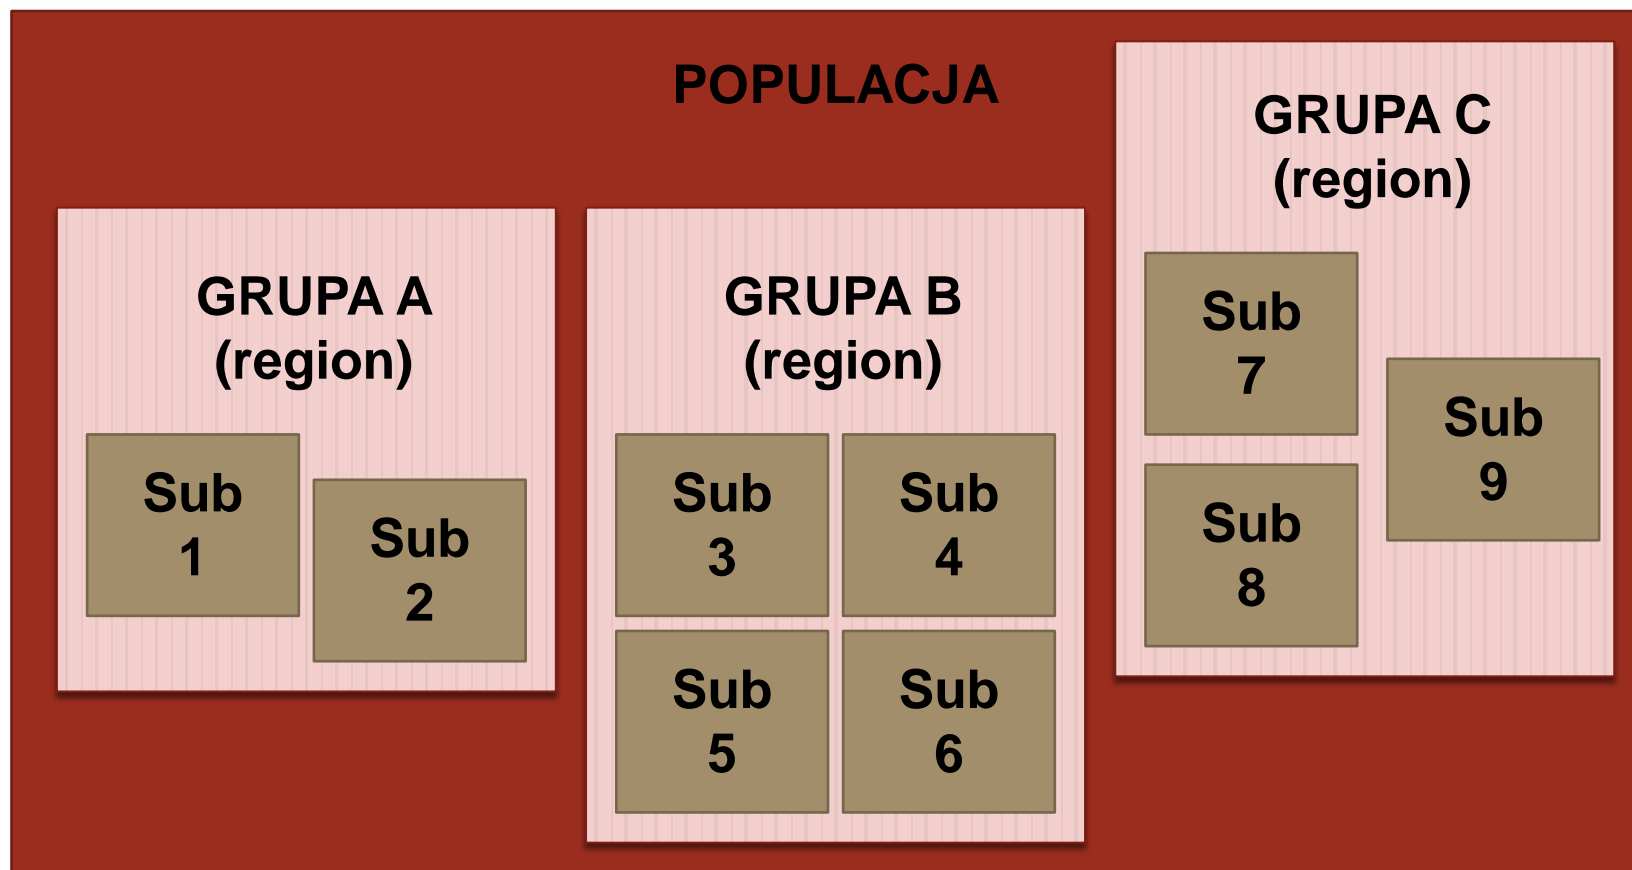 POPULACJA
GRUPA A
(region)
Sub
1
Sub
2
GRUPA B
(region)
Sub
3
Sub
4
Sub
5
Sub
6
GRUPA C
(region)
Sub
7
Sub
8
Sub
9